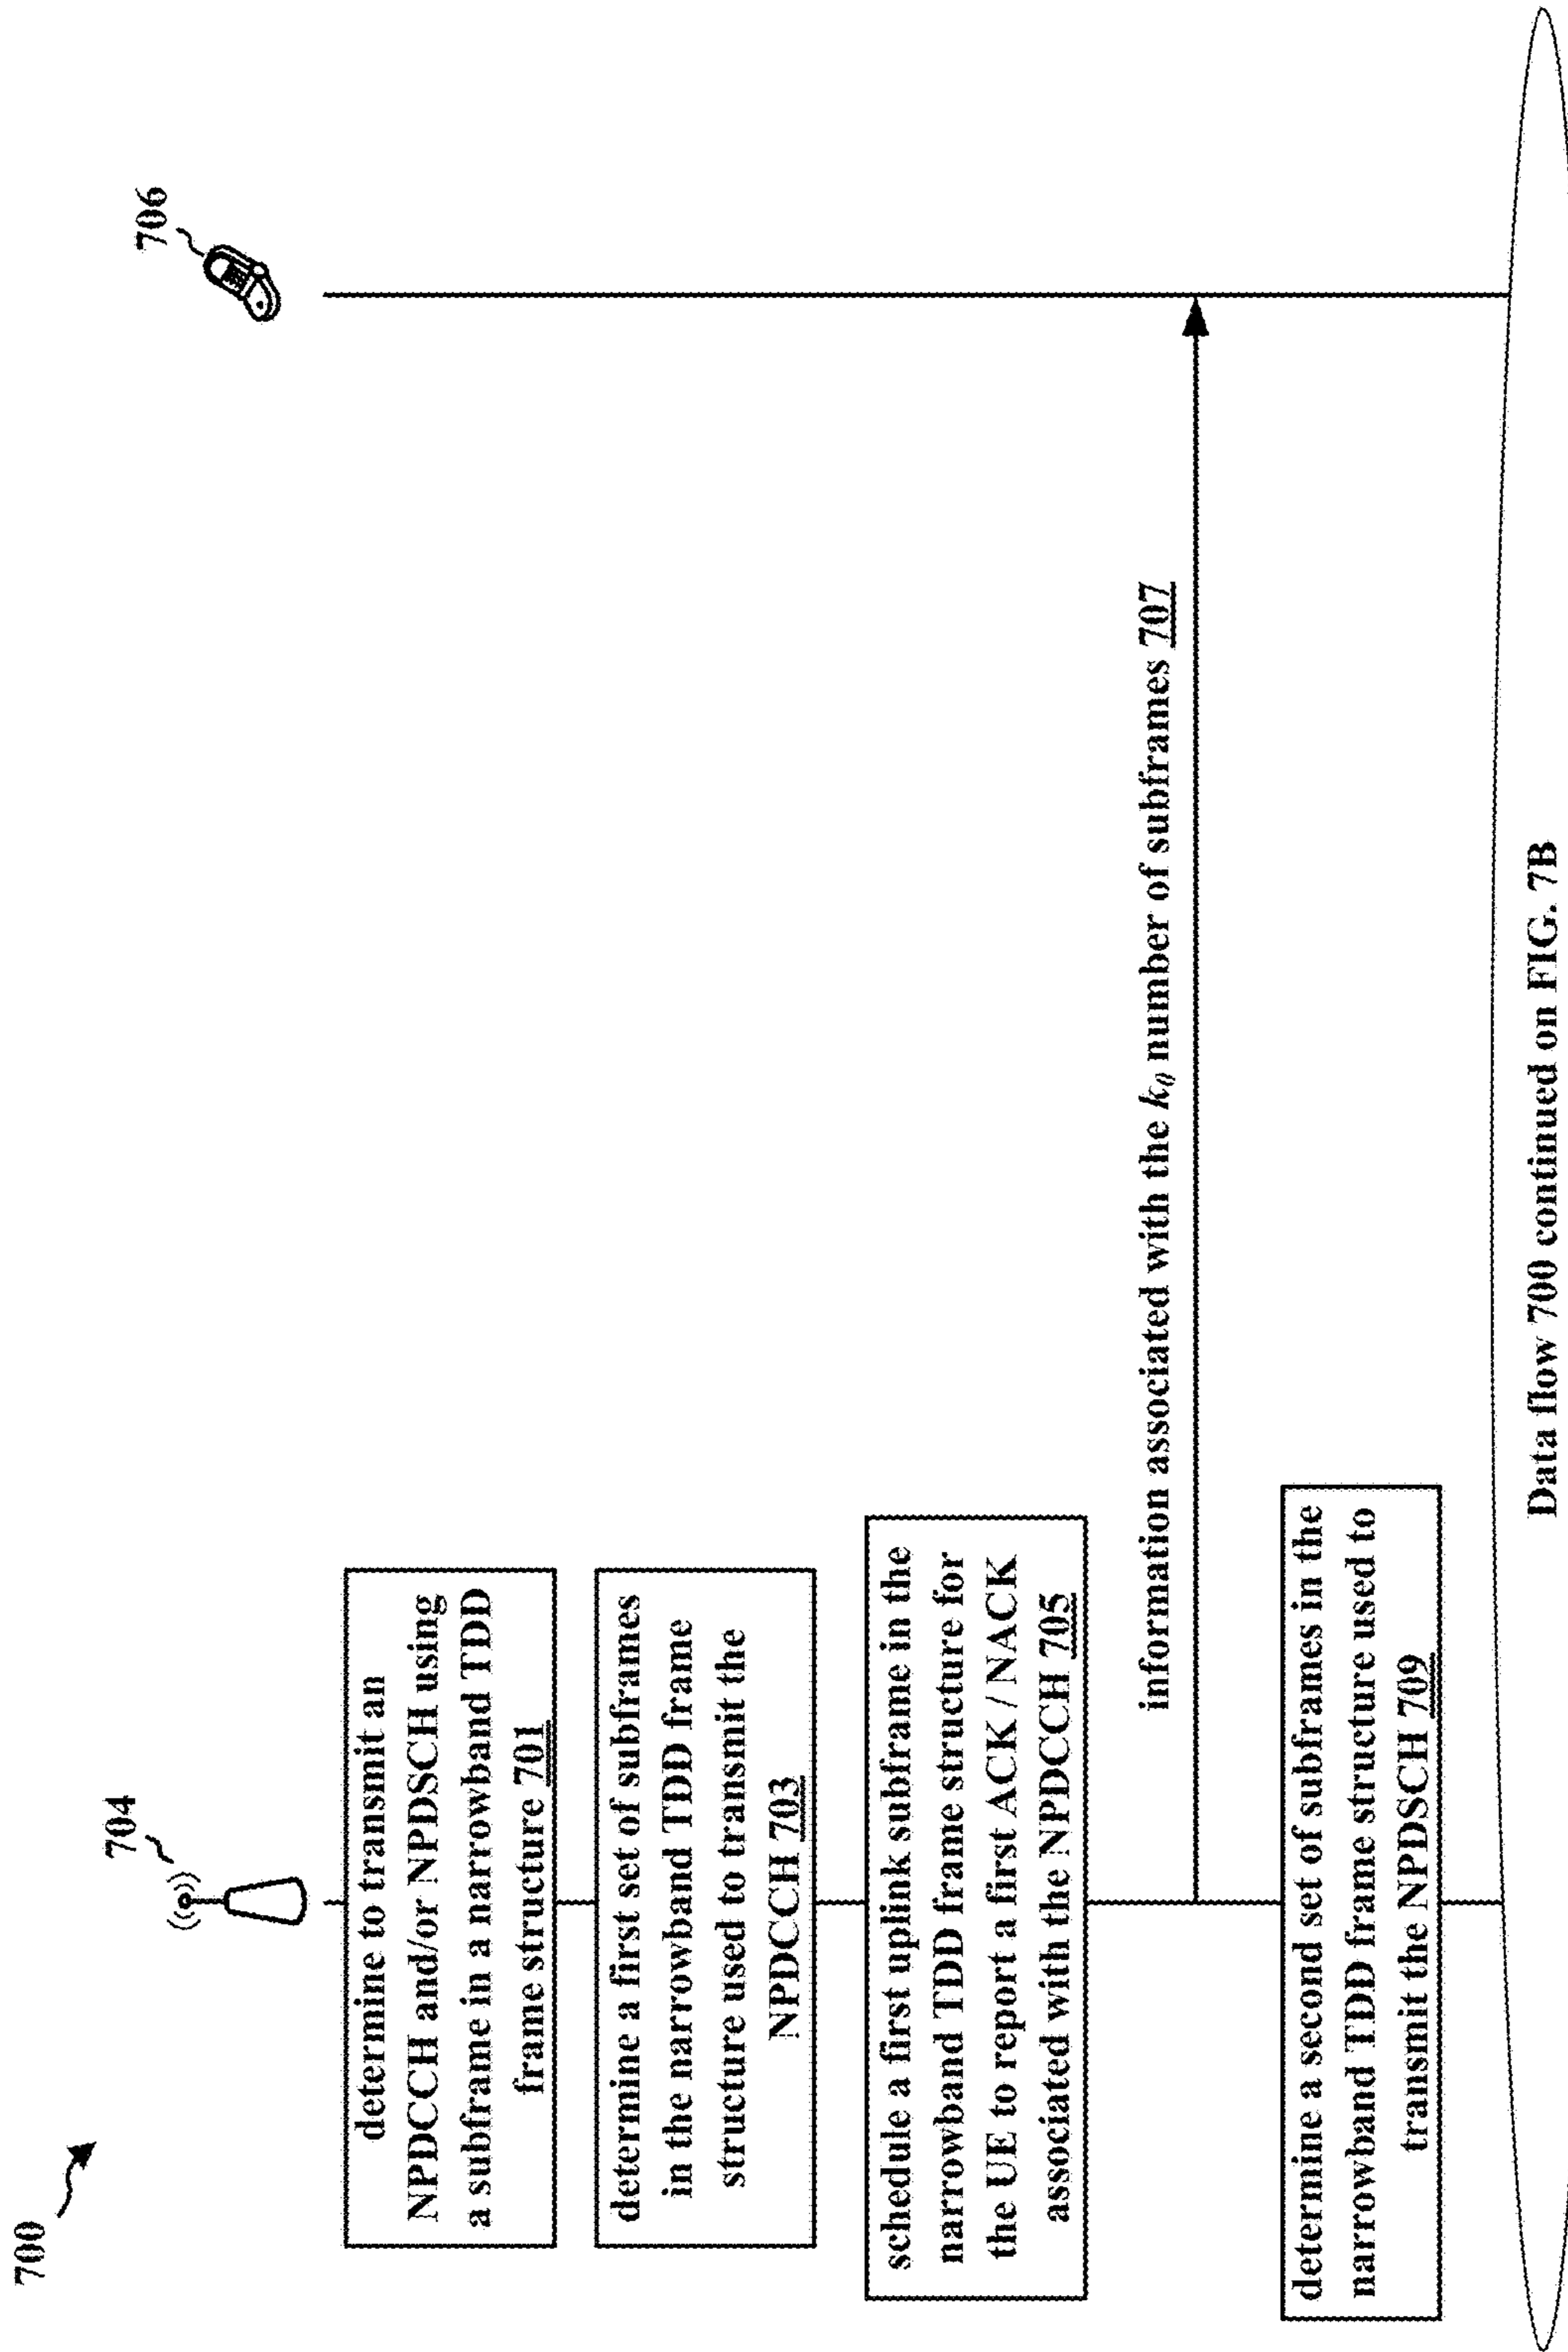 700
704
706
determine to transmit an
NPDCCH and/or NPDSCH using
a subframe in a narrowband TDD
frame structure 701
determine a first set of subframes
in the narrowband TDD frame
structure used to transmit the
NPDCCH 703
schedule a first uplink subframe in the
narrowband TDD frame structure for
the UE to report a first ACK / NACK
associated with the NPDCCH 705
information associated with the k₀ number of subframes 707
determine a second set of subframes in the
narrowband TDD frame structure used to
transmit the NPDSCH 709
Data flow 700 continued on FIG. 7B